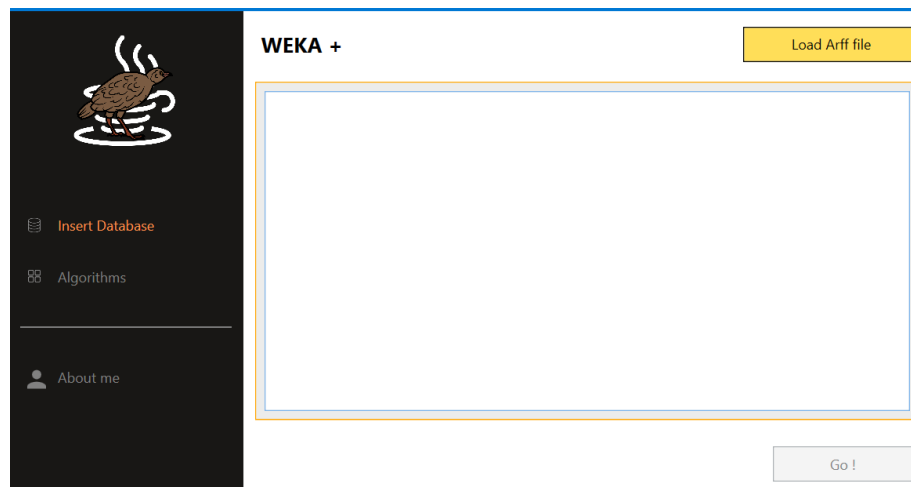 WEKA +
Load Arff file
Insert Database
Algorithms
About me
Go !